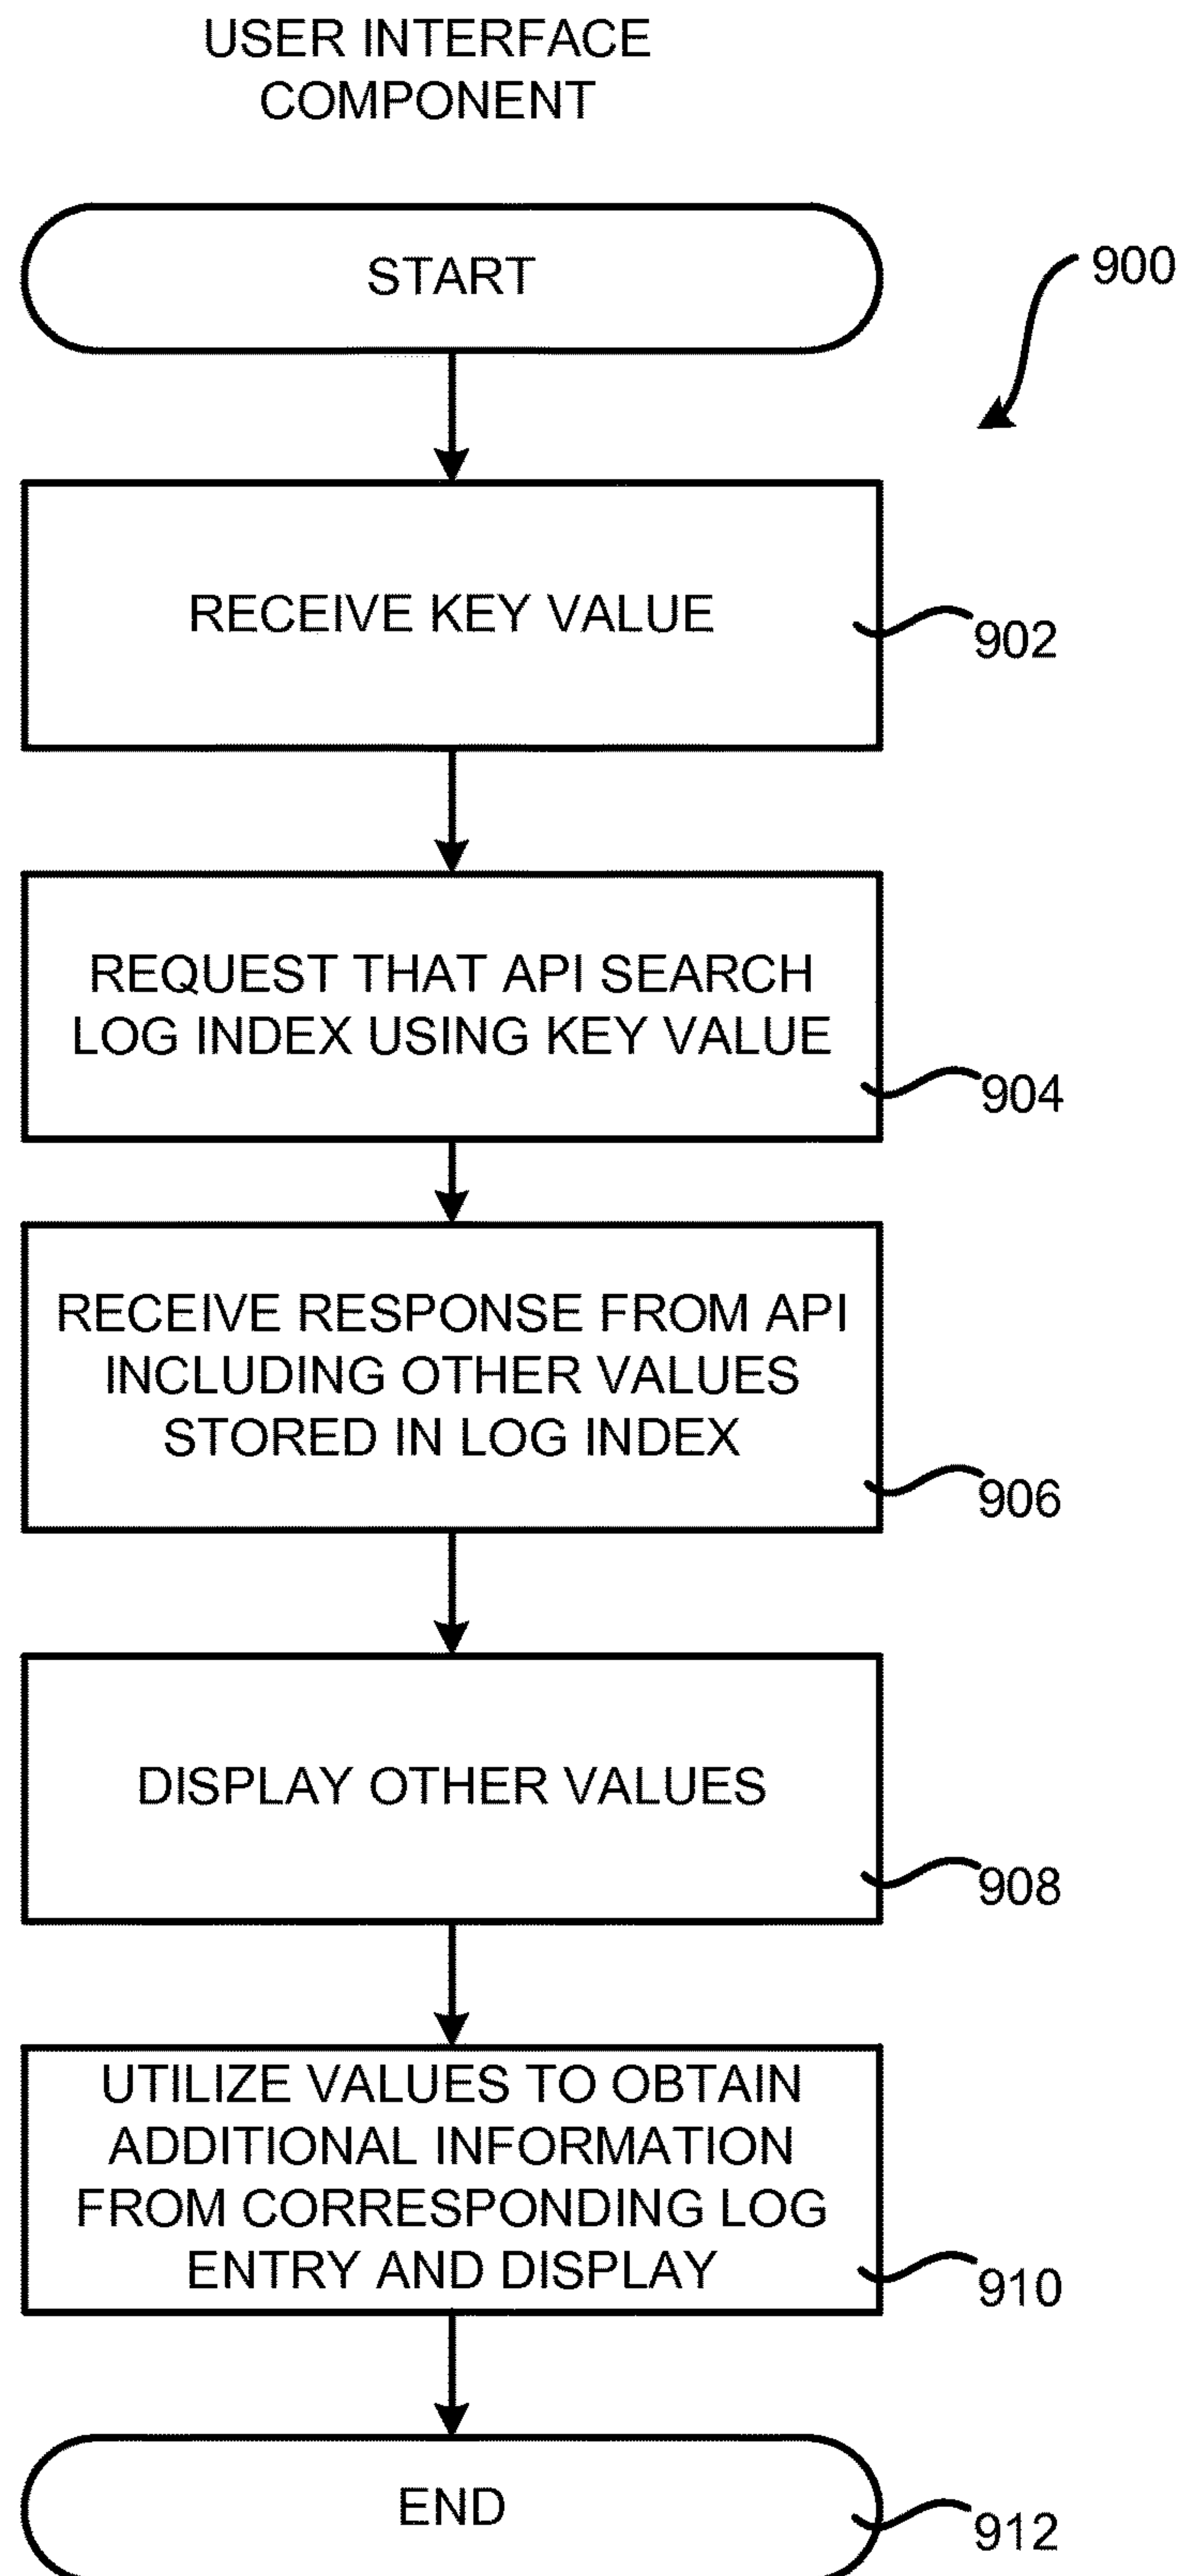 USER INTERFACE
COMPONENT
START
900
RECEIVE KEY VALUE
902
REQUEST THAT API SEARCH
LOG INDEX USING KEY VALUE
904
RECEIVE RESPONSE FROM API
INCLUDING OTHER VALUES
STORED IN LOG INDEX
906
DISPLAY OTHER VALUES
908
UTILIZE VALUES TO OBTAIN
ADDITIONAL INFORMATION
FROM CORRESPONDING LOG
ENTRY AND DISPLAY
910
END
912